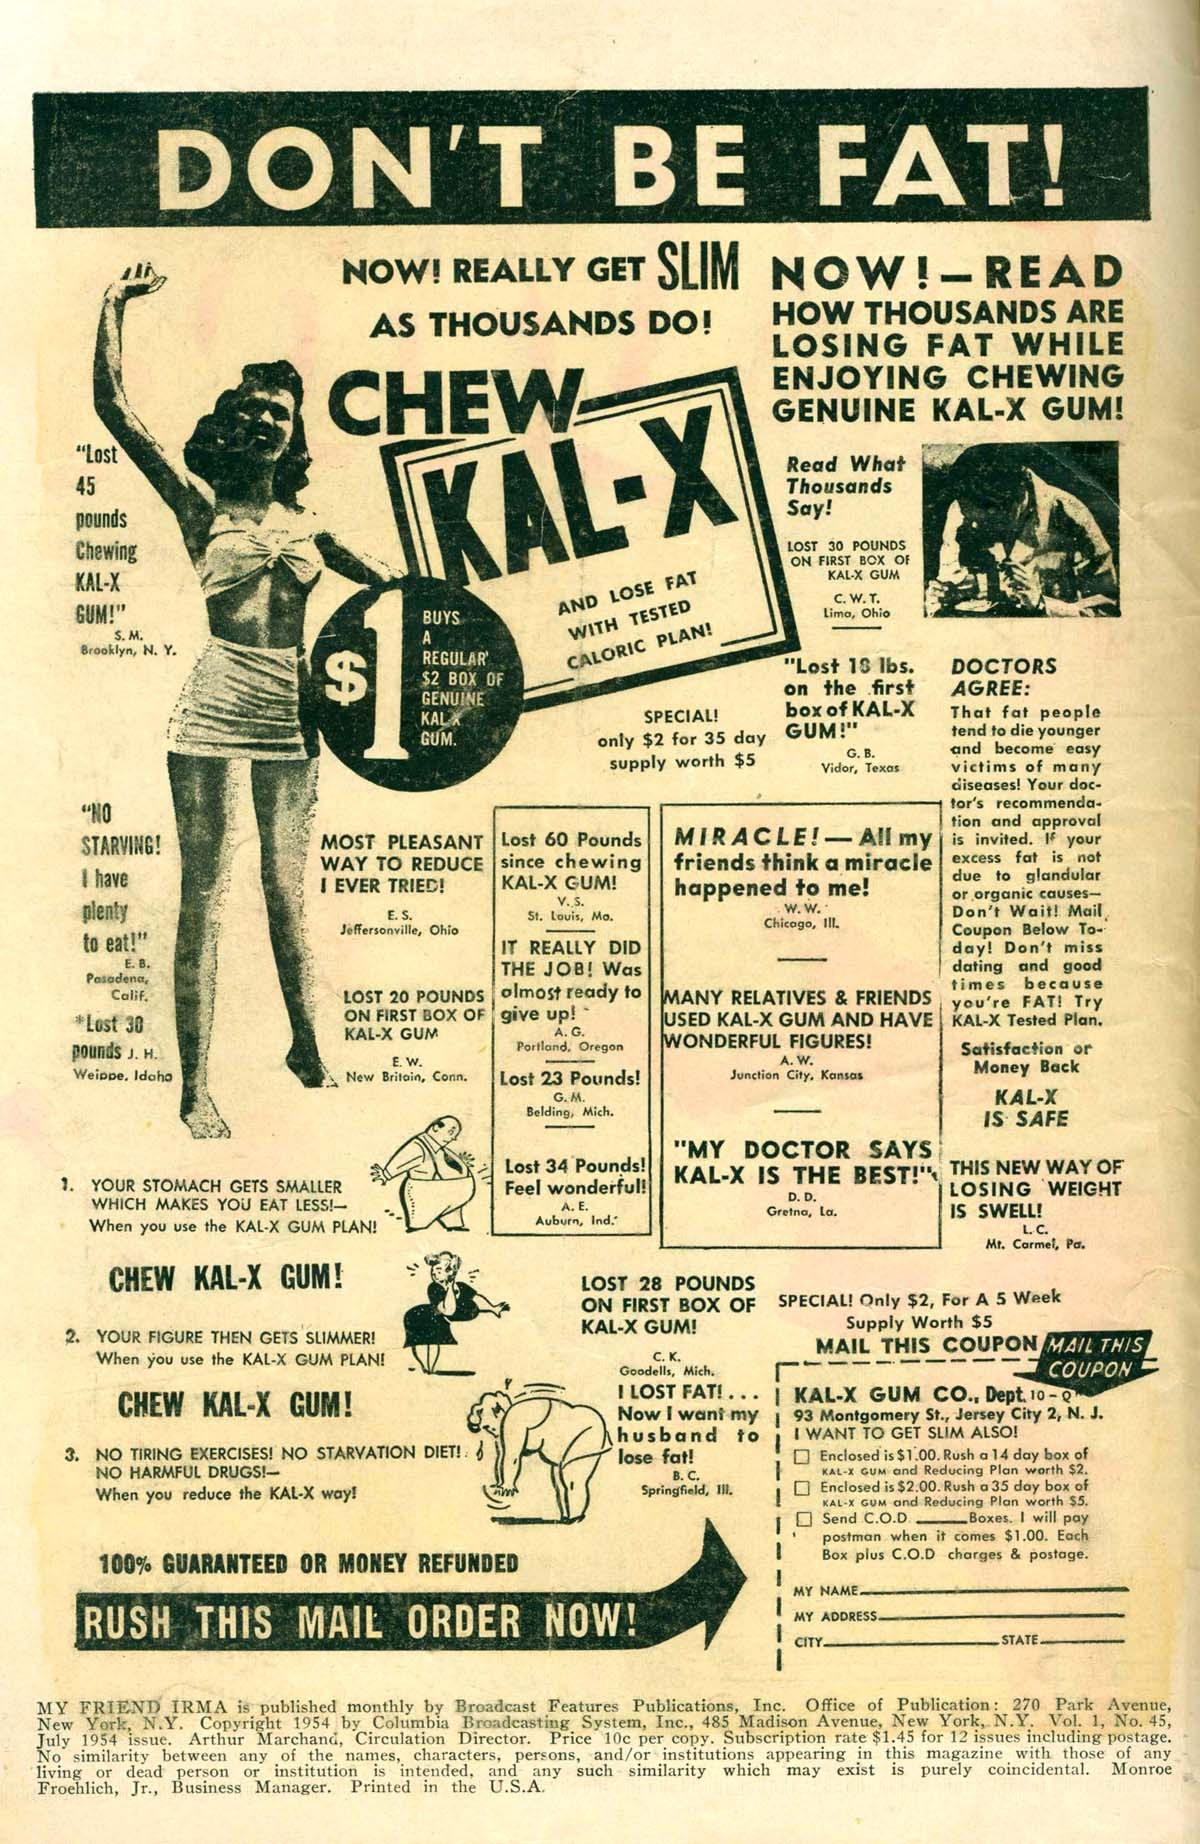 DON'T BE FAT!
NOW! REALLY GET SLIM
AS THOUSANDS DO!
CHEW
KAL-X
AND LOSE FAT
WITH TESTED
CALORIC PLAN!
$1
BUYS
A
REGULAR
$2 BOX OF
GENUINE
KAL-X
GUM.
SPECIAL!
only $2 for 35 day
supply worth $5
"Lost
45
pounds
Chewing
KAL-X
GUM!"
S. M.
Brooklyn, N. Y.
"NO
STARVING!
I have
plenty
to eat!"
E. B.
Pasadena,
Calif.
"Lost 30
pounds J. H.
Weippe, Idaho
NOW!—READ
HOW THOUSANDS ARE
LOSING FAT WHILE
ENJOYING CHEWING
GENUINE KAL-X GUM!
Read What
Thousands
Say!
LOST 30 POUNDS
ON FIRST BOX OF
KAL-X GUM
C. W. T.
Lima, Ohio
"Lost 18 lbs.
on the first
box of KAL-X
GUM!"
G. B.
Vidor, Texas
DOCTORS
AGREE:
That fat people
tend to die younger
and become easy
victims of many
diseases! Your doc-
tor's recommenda-
tion and approval
is invited. If your
excess fat is not
due to glandular
or organic causes—
Don't Wait! Mail
Coupon Below To-
day! Don't miss
dating and good
times because
you're FAT! Try
KAL-X Tested Plan.
Satisfaction or
Money Back
KAL-X
IS SAFE
MOST PLEASANT
WAY TO REDUCE
I EVER TRIED!
E. S.
Jeffersonville, Ohio
LOST 20 POUNDS
ON FIRST BOX OF
KAL-X GUM
E. W.
New Britain, Conn.
Lost 60 Pounds
since chewing
KAL-X GUM!
V. S.
St. Louis, Mo.
IT REALLY DID
THE JOB! Was
almost ready to
give up!
A. G.
Portland, Oregon
Lost 23 Pounds!
G. M.
Belding, Mich.
Lost 34 Pounds!
Feel wonderful!
A. E.
Auburn, Ind.
MIRACLE!—All my
friends think a miracle
happened to me!
W. W.
Chicago, Ill.
MANY RELATIVES & FRIENDS
USED KAL-X GUM AND HAVE
WONDERFUL FIGURES!
A. W.
Junction City, Kansas
"MY DOCTOR SAYS
KAL-X IS THE BEST!"
D. D.
Gretna, La.
THIS NEW WAY OF
LOSING WEIGHT
IS SWELL!
L. C.
Mt. Carmel, Pa.
1. YOUR STOMACH GETS SMALLER
WHICH MAKES YOU EAT LESS!—
When you use the KAL-X GUM PLAN!
CHEW KAL-X GUM!
2. YOUR FIGURE THEN GETS SLIMMER!
When you use the KAL-X GUM PLAN!
CHEW KAL-X GUM!
3. NO TIRING EXERCISES! NO STARVATION DIET!
NO HARMFUL DRUGS!—
When you reduce the KAL-X way!
LOST 28 POUNDS
ON FIRST BOX OF
KAL-X GUM!
C. K.
Goodells, Mich.
I LOST FAT! . . .
Now I want my
husband to
lose fat!
B. C.
Springfield, Ill.
100% GUARANTEED OR MONEY REFUNDED
RUSH THIS MAIL ORDER NOW!
SPECIAL! Only $2, For A 5 Week
Supply Worth $5
MAIL THIS COUPON
MAIL THIS
COUPON
KAL-X GUM CO., Dept. 10-Q
93 Montgomery St., Jersey City 2, N. J.
I WANT TO GET SLIM ALSO!
Enclosed is $1.00. Rush a 14 day box of
KAL-X GUM and Reducing Plan worth $2.
Enclosed is $2.00. Rush a 35 day box of
KAL-X GUM and Reducing Plan worth $5.
Send C.O.D. ______ Boxes. I will pay
postman when it comes $1.00. Each
Box plus C.O.D charges & postage.
MY NAME
MY ADDRESS
CITY STATE
MY FRIEND IRMA is published monthly by Broadcast Features Publications, Inc. Office of Publication: 270 Park Avenue,
New York, N.Y. Copyright 1954 by Columbia Broadcasting System, Inc., 485 Madison Avenue, New York, N.Y. Vol. 1, No. 45,
July 1954 issue. Arthur Marchand, Circulation Director. Price 10c per copy. Subscription rate $1.45 for 12 issues including postage.
No similarity between any of the names, characters, persons, and/or institutions appearing in this magazine with those of any
living or dead person or institution is intended, and any such similarity which may exist is purely coincidental. Monroe
Froehlich, Jr., Business Manager. Printed in the U.S.A.